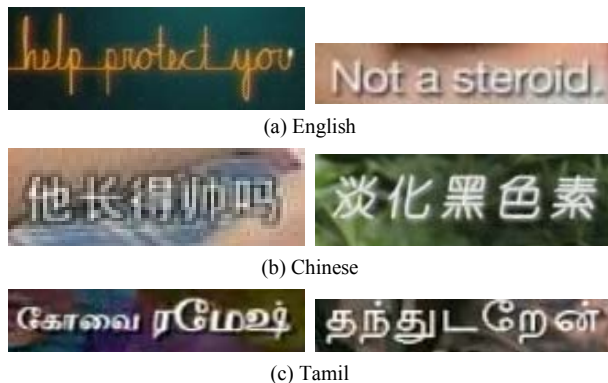 help protect you
Not a steroid.
(a) English
他长得帅吗
淡化黑色素
(b) Chinese
கோவை ரமேஷ்
தந்துடறேன்
(c) Tamil